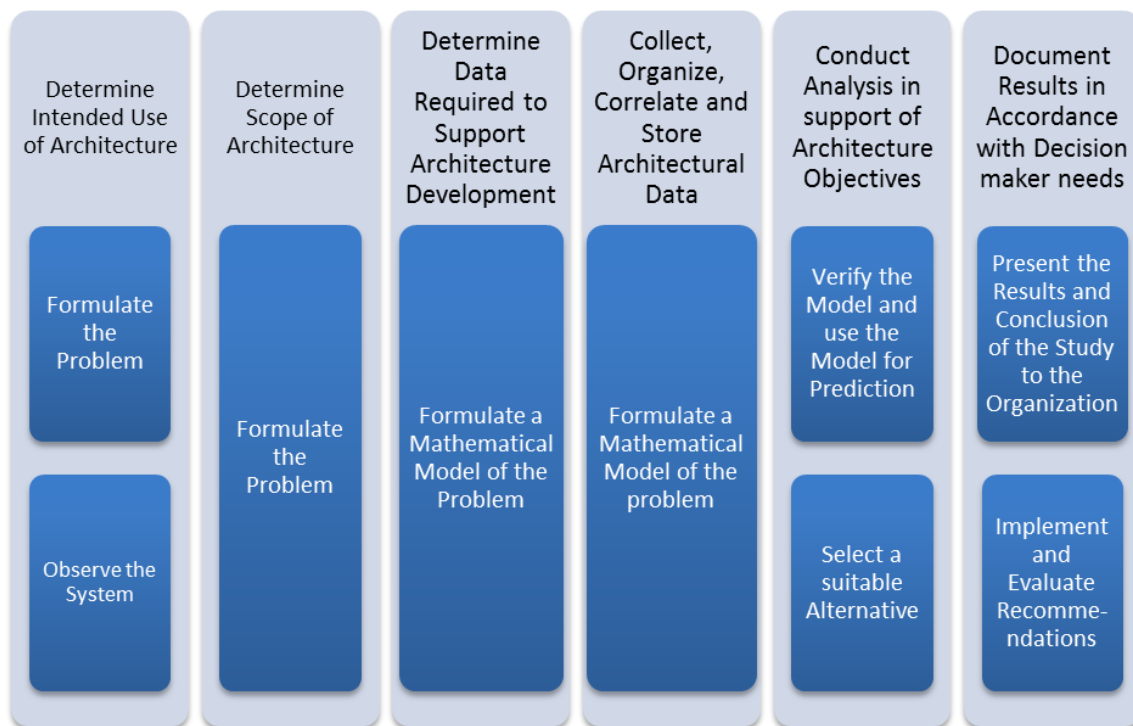 Determine
Intended Use
of Architecture
Formulate
the
Problem
Observe the
System
Determine
Scope of
Architecture
Formulate
the
Problem
Determine
Data
Required to
Support
Architecture
Development
Formulate a
Mathematical
Model of the
Problem
Collect,
Organize,
Correlate and
Store
Architectural
Data
Formulate a
Mathematical
Model of the
problem
Conduct
Analysis in
support of
Architecture
Objectives
Verify the
Model and
use the
Model for
Prediction
Select a
suitable
Alternative
Document
Results in
Accordance
with Decision
maker needs
Present the
Results and
Conclusion
of the Study
to the
Organization
Implement
and
Evaluate
Recomme-
ndations